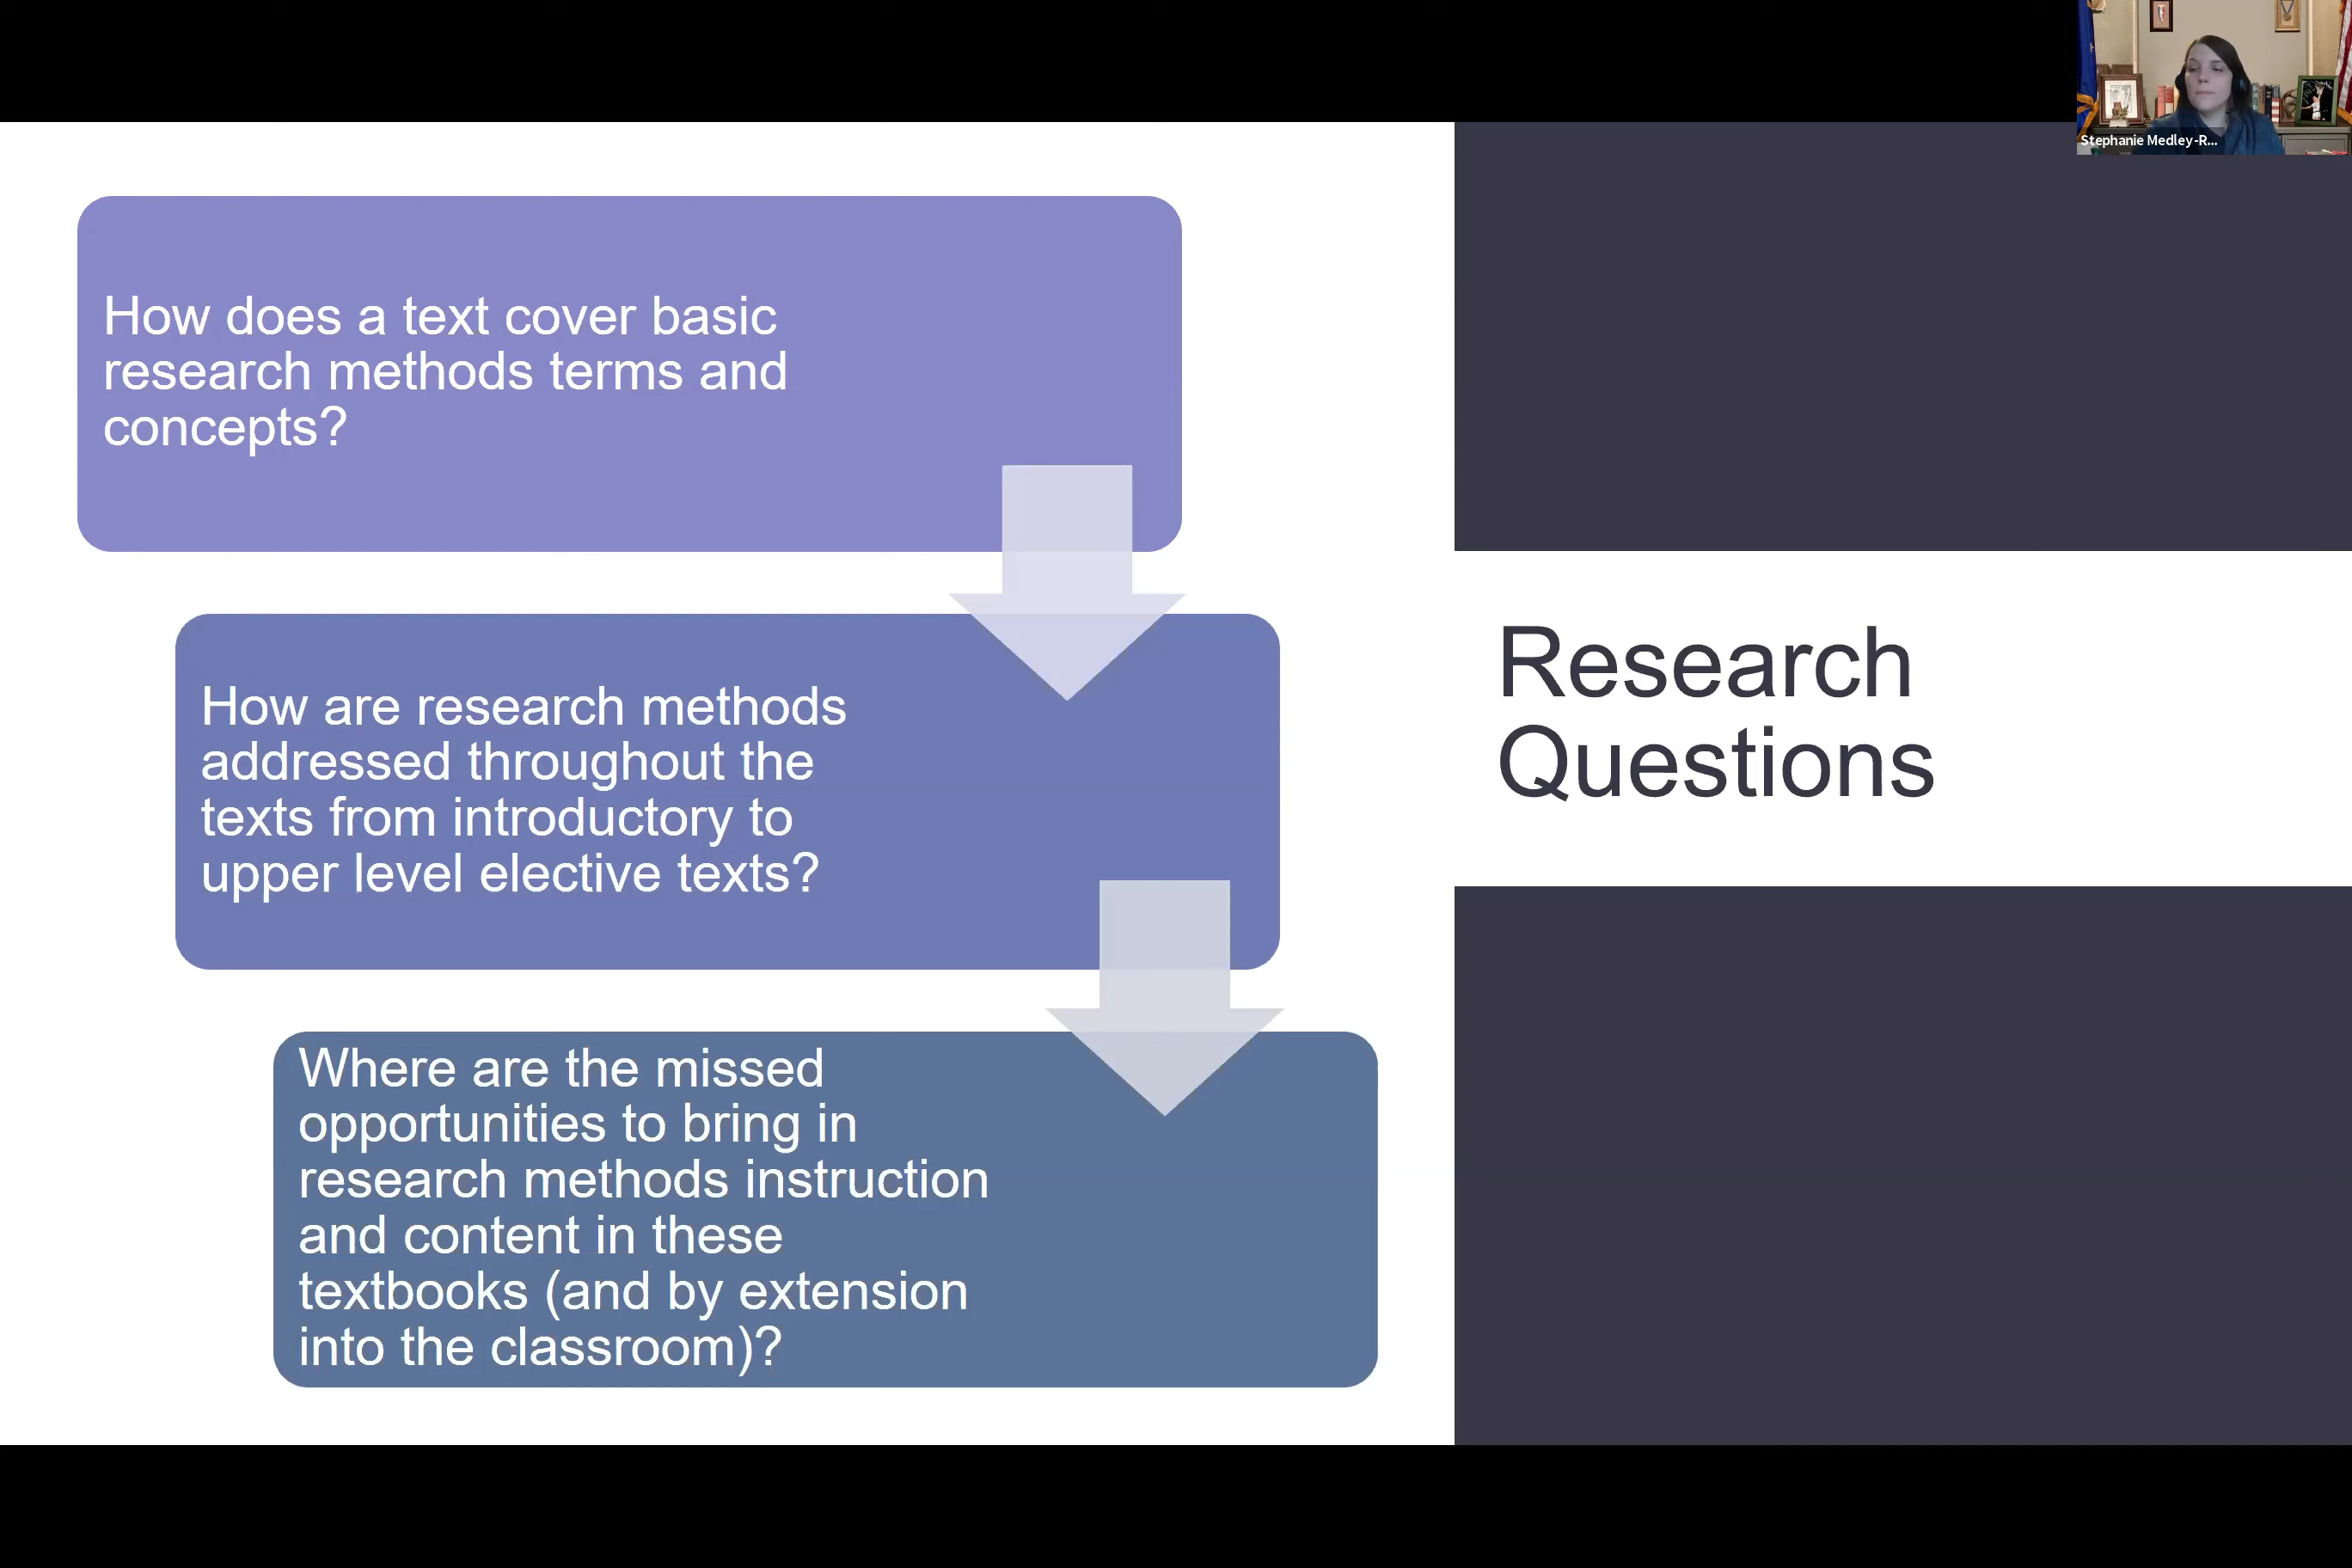 How does a text cover basic
research methods terms and
concepts?
How are research methods
addressed throughout the
texts from introductory to
upper level elective texts?
Where are the missed
opportunities to bring in
research methods instruction
and content in these
textbooks (and by extension
into the classroom)?
Research
Questions
Stephanie Medley-R...